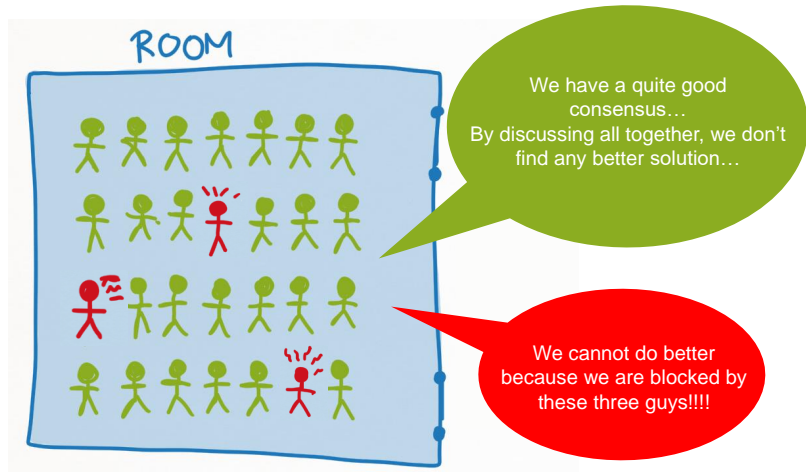 ROOM
We have a quite good
consensus…
By discussing all together, we don’t
find any better solution…
We cannot do better
because we are blocked by
these three guys!!!!